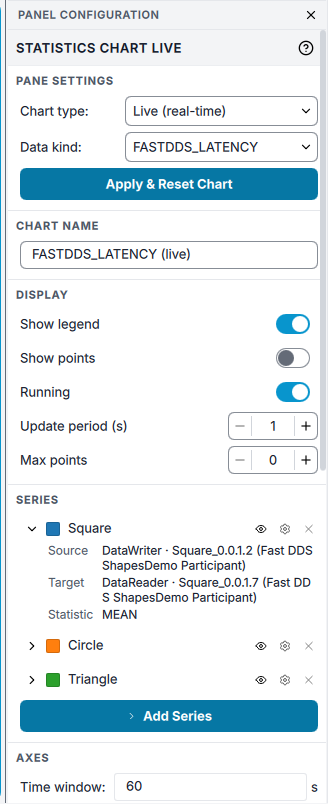 PANEL CONFIGURATION
STATISTICS CHART LIVE
PANE SETTINGS
Chart type: Live (real-time)
Data kind: FASTDDS_LATENCY
Apply & Reset Chart
CHART NAME
FASTDDS_LATENCY (live)
DISPLAY
Show legend
Show points
Running
Update period (s) − 1 +
Max points − 0 +
SERIES
Square
Source DataWriter · Square_0.0.1.2 (Fast DDS
ShapesDemo Participant)
Target DataReader · Square_0.0.1.7 (Fast DD
S ShapesDemo Participant)
Statistic MEAN
Circle
Triangle
Add Series
AXES
Time window: 60 s